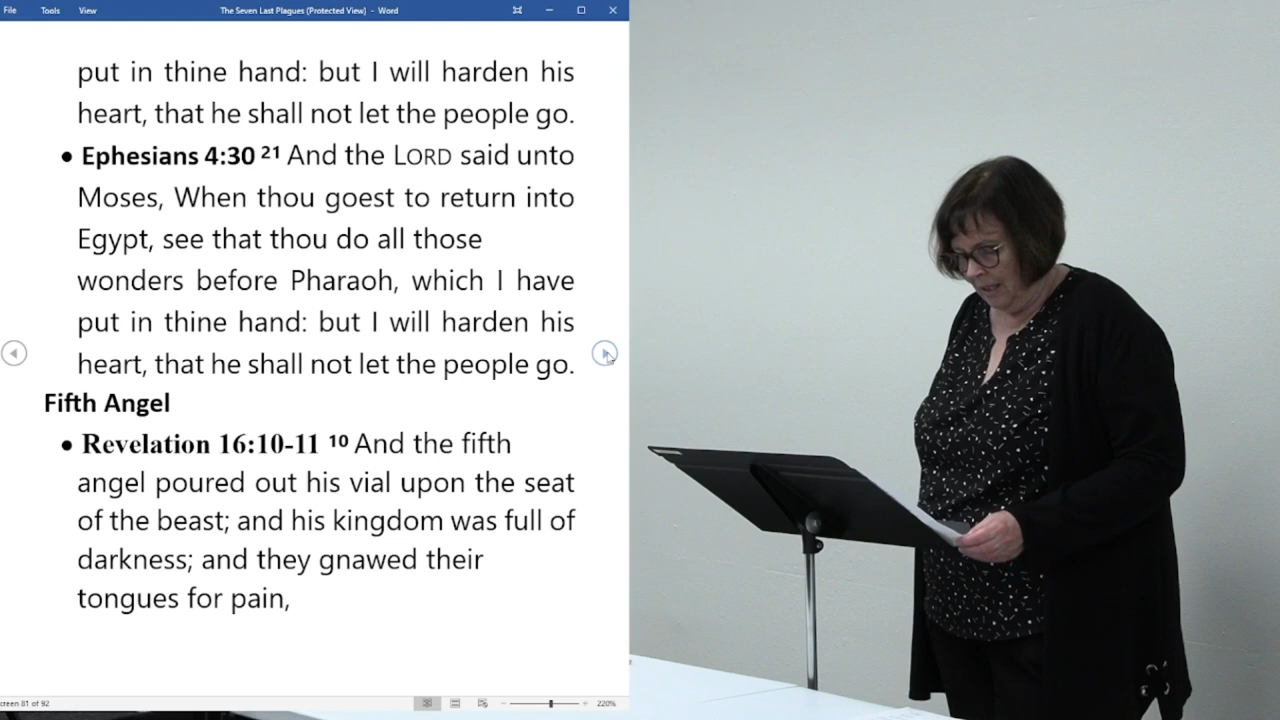 File Tools View The Seven Last Plagues (Protected View) - Word
put in thine hand: but I will harden his
heart, that he shall not let the people go.
• Ephesians 4:30 21 And the LORD said unto
Moses, When thou goest to return into
Egypt, see that thou do all those
wonders before Pharaoh, which I have
put in thine hand: but I will harden his
heart, that he shall not let the people go.
Fifth Angel
• Revelation 16:10-11 10 And the fifth
angel poured out his vial upon the seat
of the beast; and his kingdom was full of
darkness; and they gnawed their
tongues for pain,
creen 81 of 92 220%